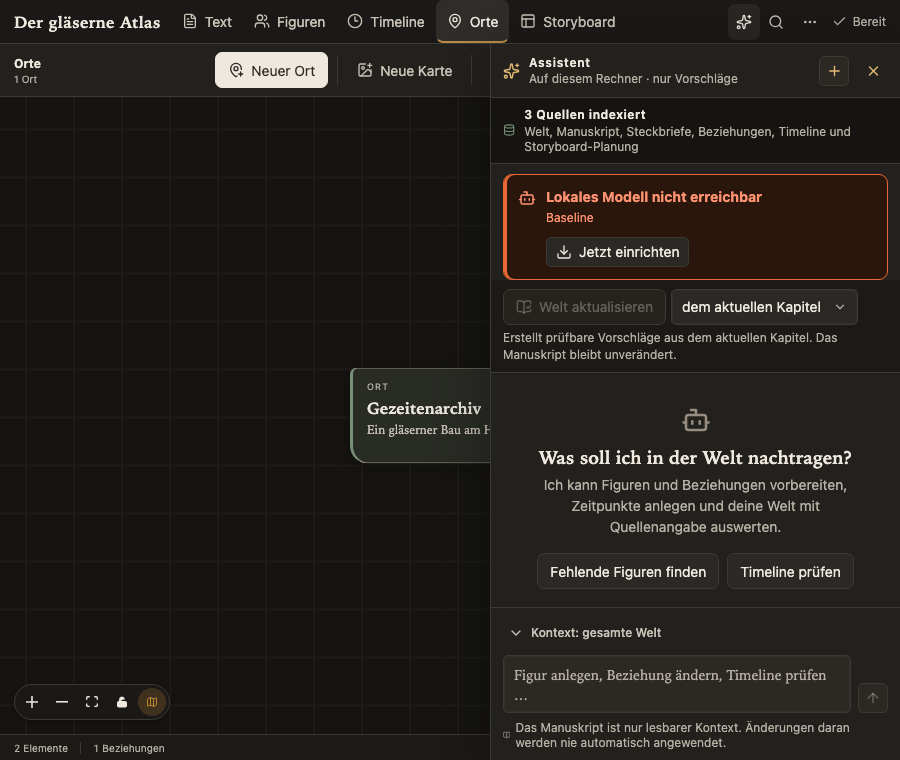 Der gläserne Atlas
Text
Figuren
Timeline
Orte
Storyboard
Bereit
Orte
1 Ort
Neuer Ort
Neue Karte
Assistent
Auf diesem Rechner · nur Vorschläge
3 Quellen indexiert
Welt, Manuskript, Steckbriefe, Beziehungen, Timeline und
Storyboard-Planung
Lokales Modell nicht erreichbar
Baseline
Jetzt einrichten
Welt aktualisieren
dem aktuellen Kapitel
Erstellt prüfbare Vorschläge aus dem aktuellen Kapitel. Das
Manuskript bleibt unverändert.
ORT
Gezeitenarchiv
Ein gläserner Bau am H
Was soll ich in der Welt nachtragen?
Ich kann Figuren und Beziehungen vorbereiten,
Zeitpunkte anlegen und deine Welt mit
Quellenangabe auswerten.
Fehlende Figuren finden
Timeline prüfen
Kontext: gesamte Welt
Figur anlegen, Beziehung ändern, Timeline prüfen
…
Das Manuskript ist nur lesbarer Kontext. Änderungen daran
werden nie automatisch angewendet.
2 Elemente
1 Beziehungen